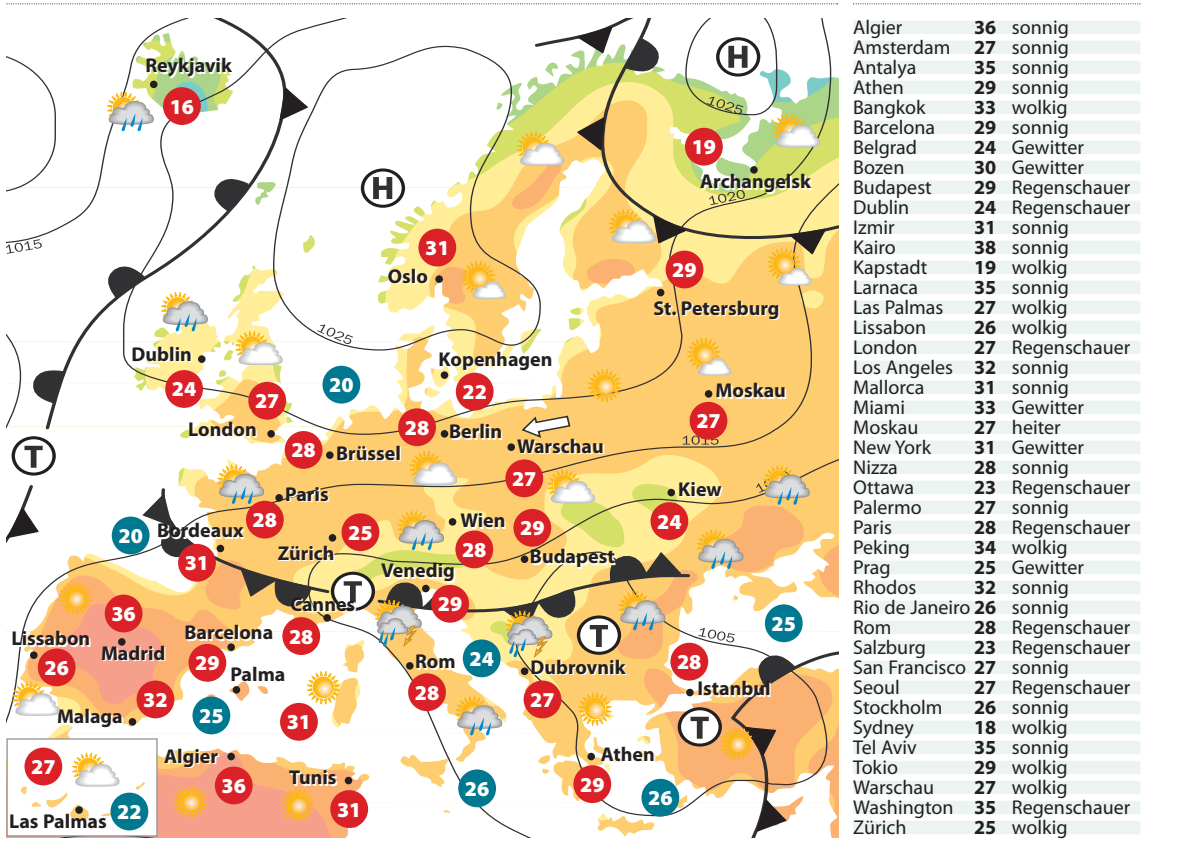 Reykjavik
16
H
1025
19
Archangelsk
1020
H
1015
31
Oslo
29
St. Petersburg
1025
Dublin
24
27
20
Kopenhagen
22
Moskau
27
London
28
Brüssel
28
Berlin
Warschau
1015
27
T
Paris
28
Kiew
24
20
Bordeaux
31
Zürich
25
Wien
28
29
Budapest
Venedig
29
T
Cannes
28
36
Madrid
Lissabon
26
Barcelona
29
Palma
25
32
Malaga
31
Rom
28
24
Dubrovnik
27
T
1005
25
28
Istanbul
T
Athen
29
26
26
Algier
36
Tunis
31
27
Las Palmas
22
Algier 36 sonnig
Amsterdam 27 sonnig
Antalya 35 sonnig
Athen 29 sonnig
Bangkok 33 wolkig
Barcelona 29 sonnig
Belgrad 24 Gewitter
Bozen 30 Gewitter
Budapest 29 Regenschauer
Dublin 24 Regenschauer
Izmir 31 sonnig
Kairo 38 sonnig
Kapstadt 19 wolkig
Larnaca 35 sonnig
Las Palmas 27 wolkig
Lissabon 26 wolkig
London 27 Regenschauer
Los Angeles 32 sonnig
Mallorca 31 sonnig
Miami 33 Gewitter
Moskau 27 heiter
New York 31 Gewitter
Nizza 28 sonnig
Ottawa 23 Regenschauer
Palermo 27 sonnig
Paris 28 Regenschauer
Peking 34 wolkig
Prag 25 Gewitter
Rhodos 32 sonnig
Rio de Janeiro 26 sonnig
Rom 28 Regenschauer
Salzburg 23 Regenschauer
San Francisco 27 sonnig
Seoul 27 Regenschauer
Stockholm 26 sonnig
Sydney 18 wolkig
Tel Aviv 35 sonnig
Tokio 29 wolkig
Warschau 27 wolkig
Washington 35 Regenschauer
Zürich 25 wolkig